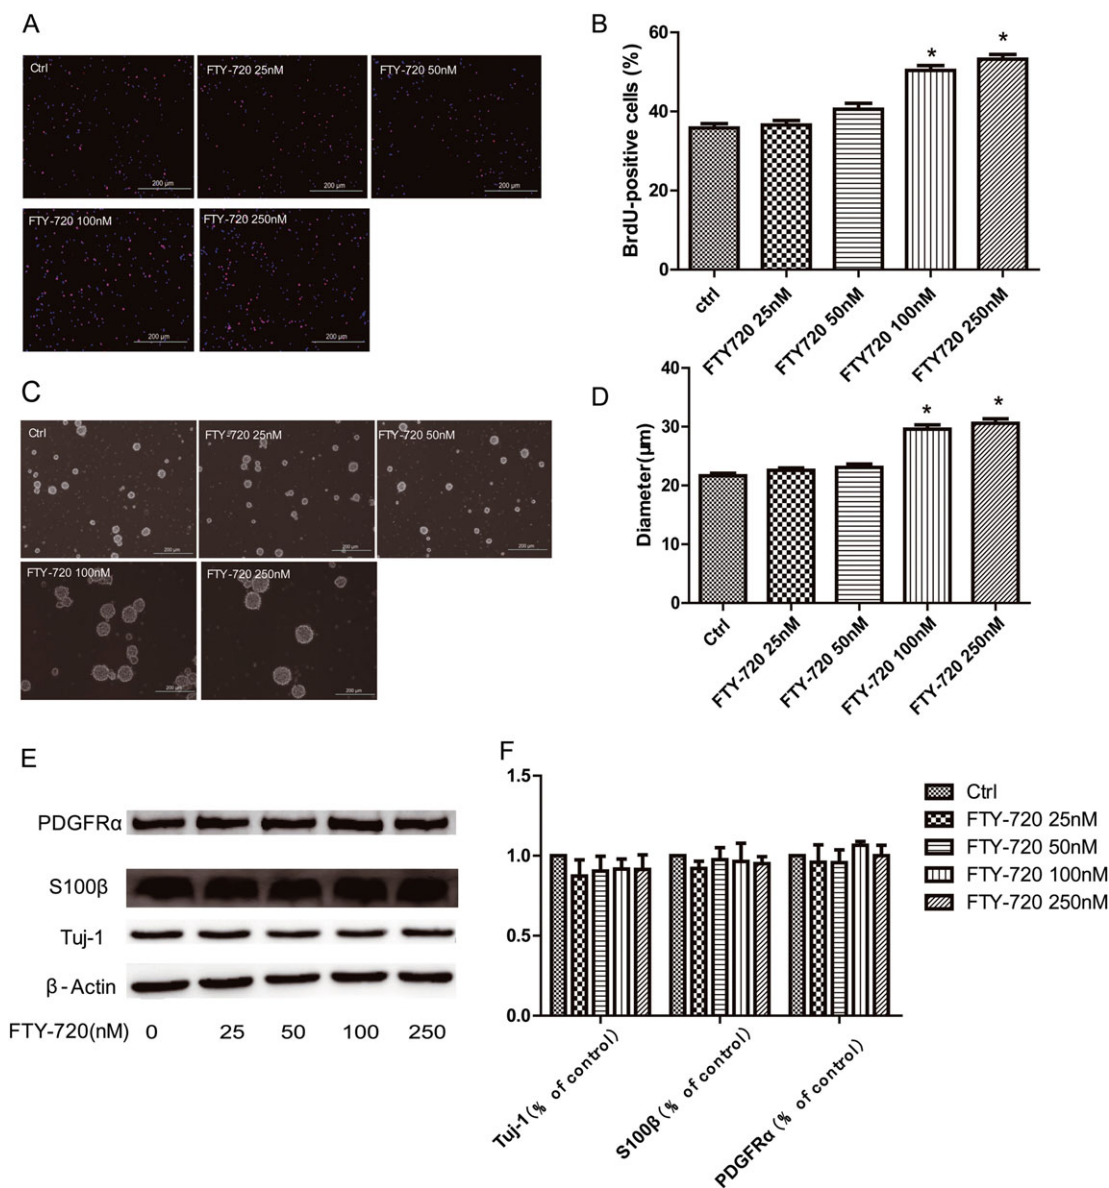 A
Ctrl
FTY-720 25nM
FTY-720 50nM
200 µm
200 µm
200 µm
FTY-720 100nM
FTY-720 250nM
200 µm
200 µm
B
BrdU-positive cells (%)
60
40
20
0
ctrl
FTY720 25nM
FTY720 50nM
FTY720 100nM
FTY720 250nM
*
*
C
Ctrl
FTY-720 25nM
FTY-720 50nM
200 µm
200 µm
200 µm
FTY-720 100nM
FTY-720 250nM
200 µm
200 µm
D
Diameter(µm)
40
30
20
10
0
Ctrl
FTY-720 25nM
FTY-720 50nM
FTY-720 100nM
FTY-720 250nM
*
*
E
PDGFRα
S100β
Tuj-1
β-Actin
FTY-720(nM) 0 25 50 100 250
F
1.5
1.0
0.5
0.0
Tuj-1 (% of control)
S100β (% of control)
PDGFRα (% of control)
Ctrl
FTY-720 25nM
FTY-720 50nM
FTY-720 100nM
FTY-720 250nM